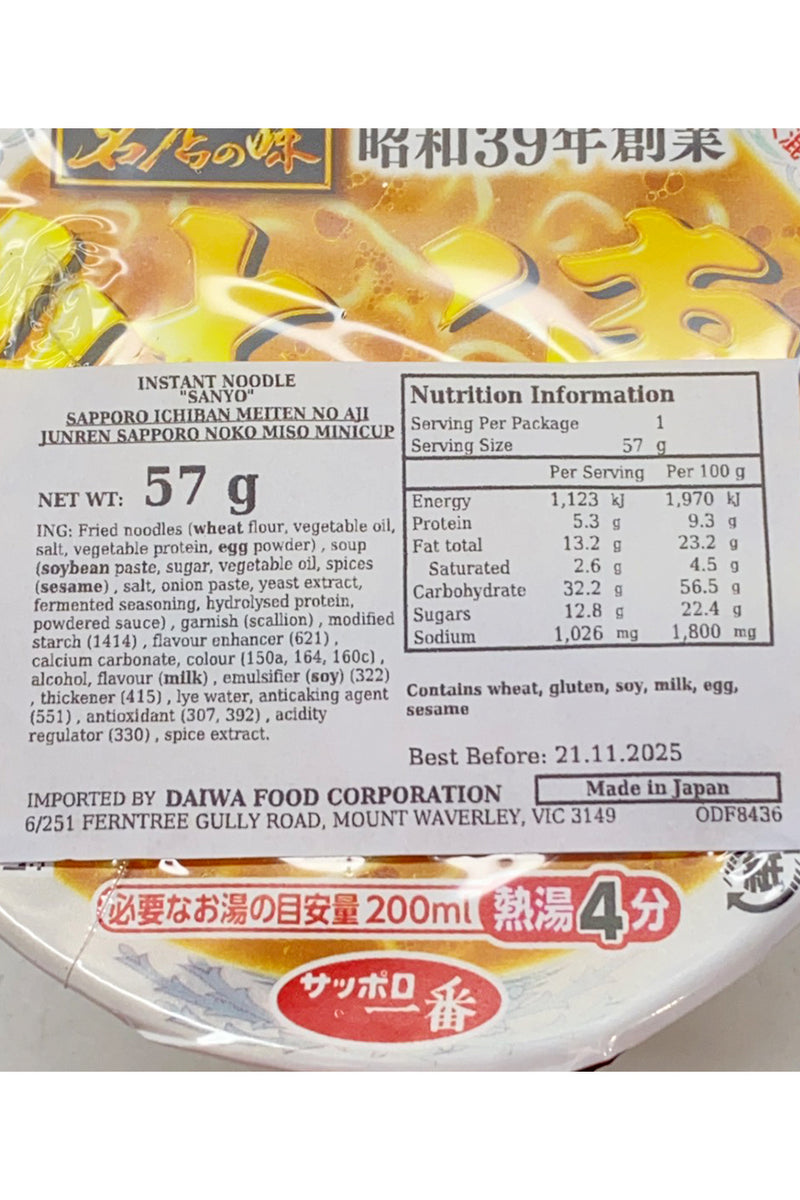 名店の味
昭和39年創業
INSTANT NOODLE
"SANYO"
SAPPORO ICHIBAN MEITEN NO AJI
JUNREN SAPPORO NOKO MISO MINICUP
NET WT: 57 g
ING: Fried noodles (wheat flour, vegetable oil,
salt, vegetable protein, egg powder) , soup
(soybean paste, sugar, vegetable oil, spices
(sesame) , salt, onion paste, yeast extract,
fermented seasoning, hydrolysed protein,
powdered sauce) , garnish (scallion) , modified
starch (1414) , flavour enhancer (621) ,
calcium carbonate, colour (150a, 164, 160c) ,
alcohol, flavour (milk) , emulsifier (soy) (322)
, thickener (415) , lye water, anticaking agent
(551) , antioxidant (307, 392) , acidity
regulator (330) , spice extract.
Nutrition Information
Serving Per Package 1
Serving Size 57 g
Per Serving Per 100 g
Energy 1,123 kJ 1,970 kJ
Protein 5.3 g 9.3 g
Fat total 13.2 g 23.2 g
Saturated 2.6 g 4.5 g
Carbohydrate 32.2 g 56.5 g
Sugars 12.8 g 22.4 g
Sodium 1,026 mg 1,800 mg
Contains wheat, gluten, soy, milk, egg,
sesame
Best Before: 21.11.2025
Made in Japan
IMPORTED BY DAIWA FOOD CORPORATION
6/251 FERNTREE GULLY ROAD, MOUNT WAVERLEY, VIC 3149 ODF8436
必要なお湯の目安量 200ml 熱湯4分
紙
サッポロ
一番